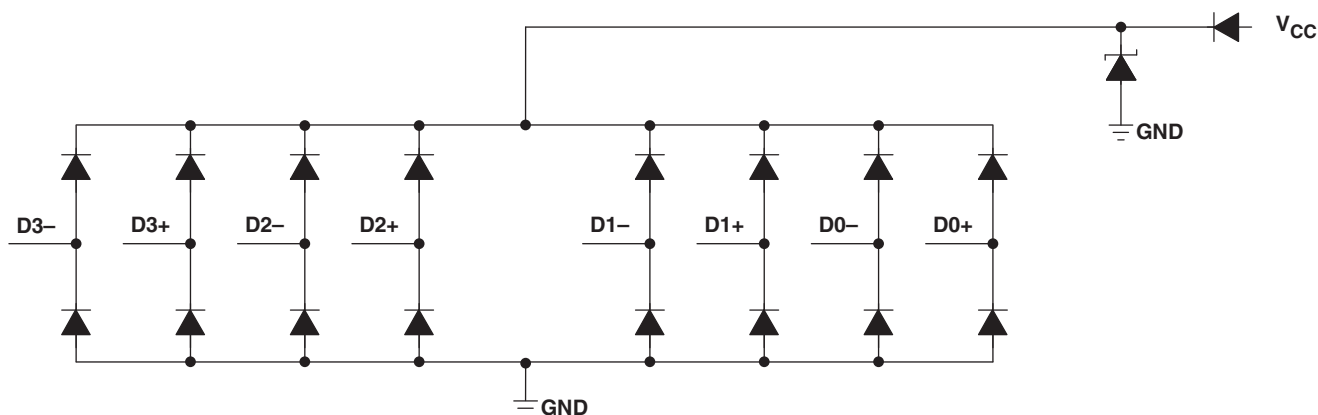 VCC
GND
D3–
D3+
D2–
D2+
D1–
D1+
D0–
D0+
GND